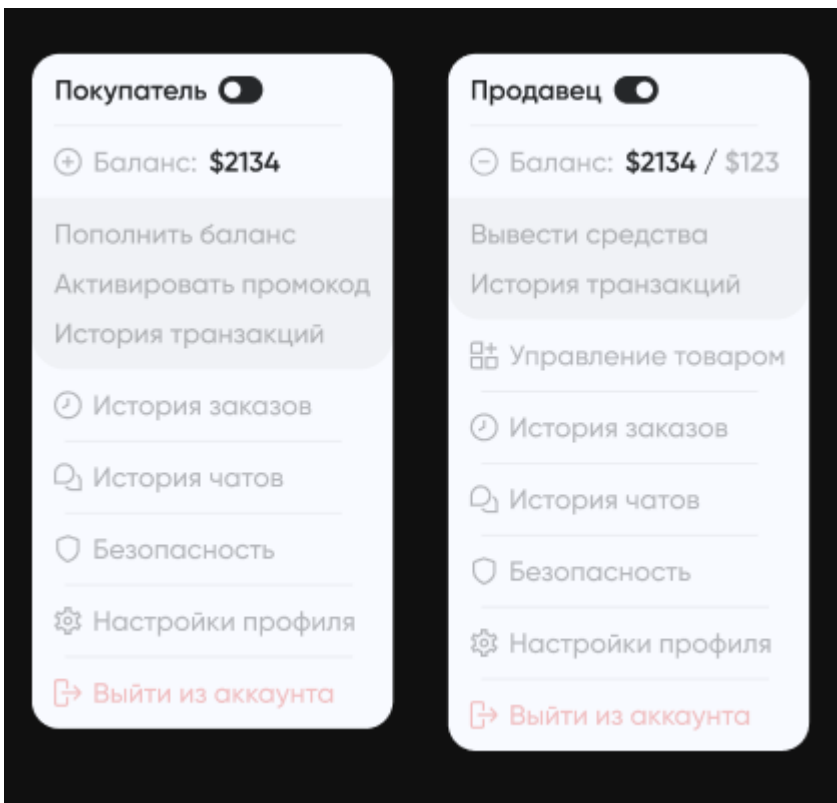 Покупатель
Баланс: $2134
Пополнить баланс
Активировать промокод
История транзакций
История заказов
История чатов
Безопасность
Настройки профиля
Выйти из аккаунта
Продавец
Баланс: $2134 / $123
Вывести средства
История транзакций
Управление товаром
История заказов
История чатов
Безопасность
Настройки профиля
Выйти из аккаунта